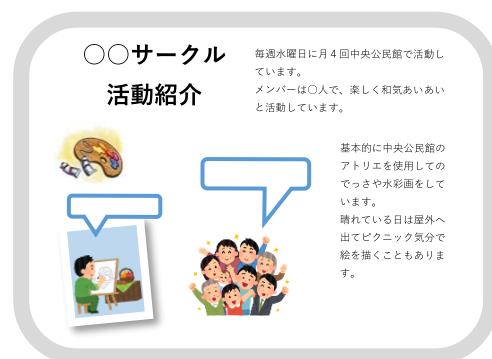 ○○サークル
活動紹介
毎週水曜日に月４回中央公民館で活動し
ています。
メンバーは○人で、楽しく和気あいあい
と活動しています。
基本的に中央公民館の
アトリエを使用しての
でっさや水彩画をして
います。
晴れている日は屋外へ
出てピクニック気分で
絵を描くこともありま
す。